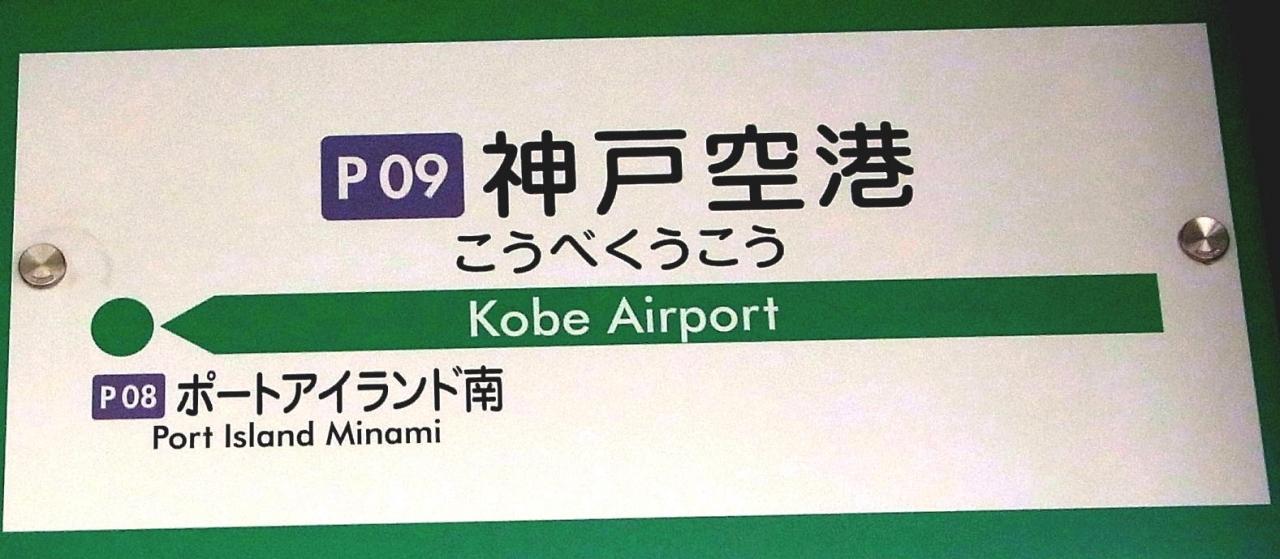 P 09 神戸空港
こうべくうこう
Kobe Airport
P 08 ポートアイランド南
Port Island Minami